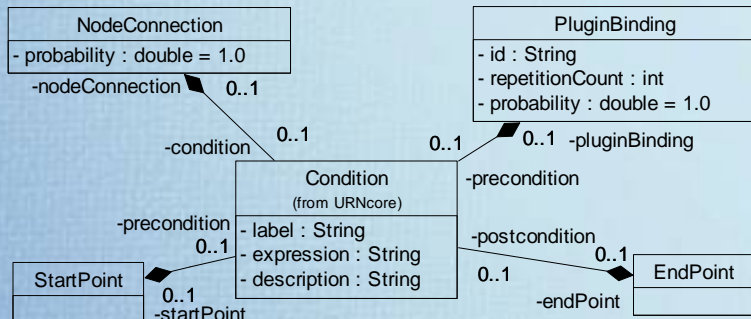 NodeConnection
- probability : double = 1.0
PluginBinding
- id : String
- repetitionCount : int
- probability : double = 1.0
-nodeConnection
0..1
0..1
-condition
0..1
0..1
-pluginBinding
-precondition
Condition
(from URNcore)
- label : String
- expression : String
- description : String
-precondition
0..1
StartPoint
0..1
-startPoint
-postcondition
0..1
0..1
EndPoint
-endPoint